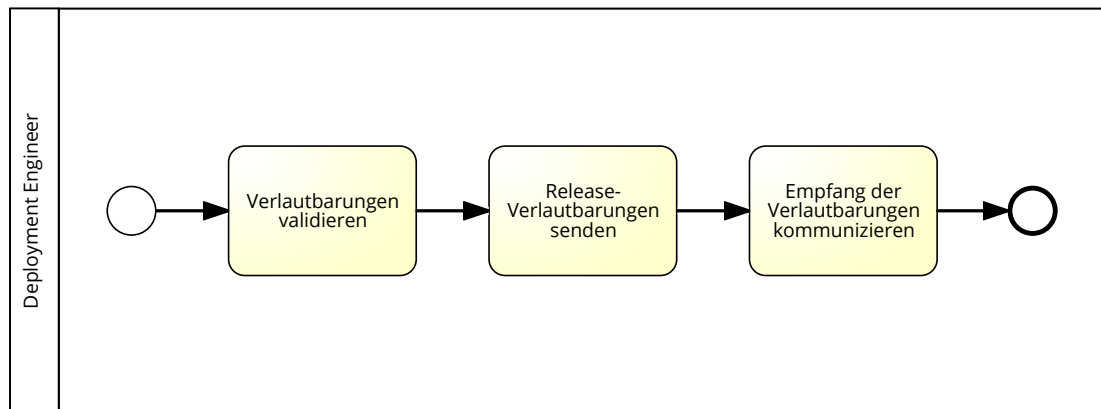 Deployment Engineer
Verlautbarungen
validieren
Release-
Verlautbarungen
senden
Empfang der
Verlautbarungen
kommunizieren